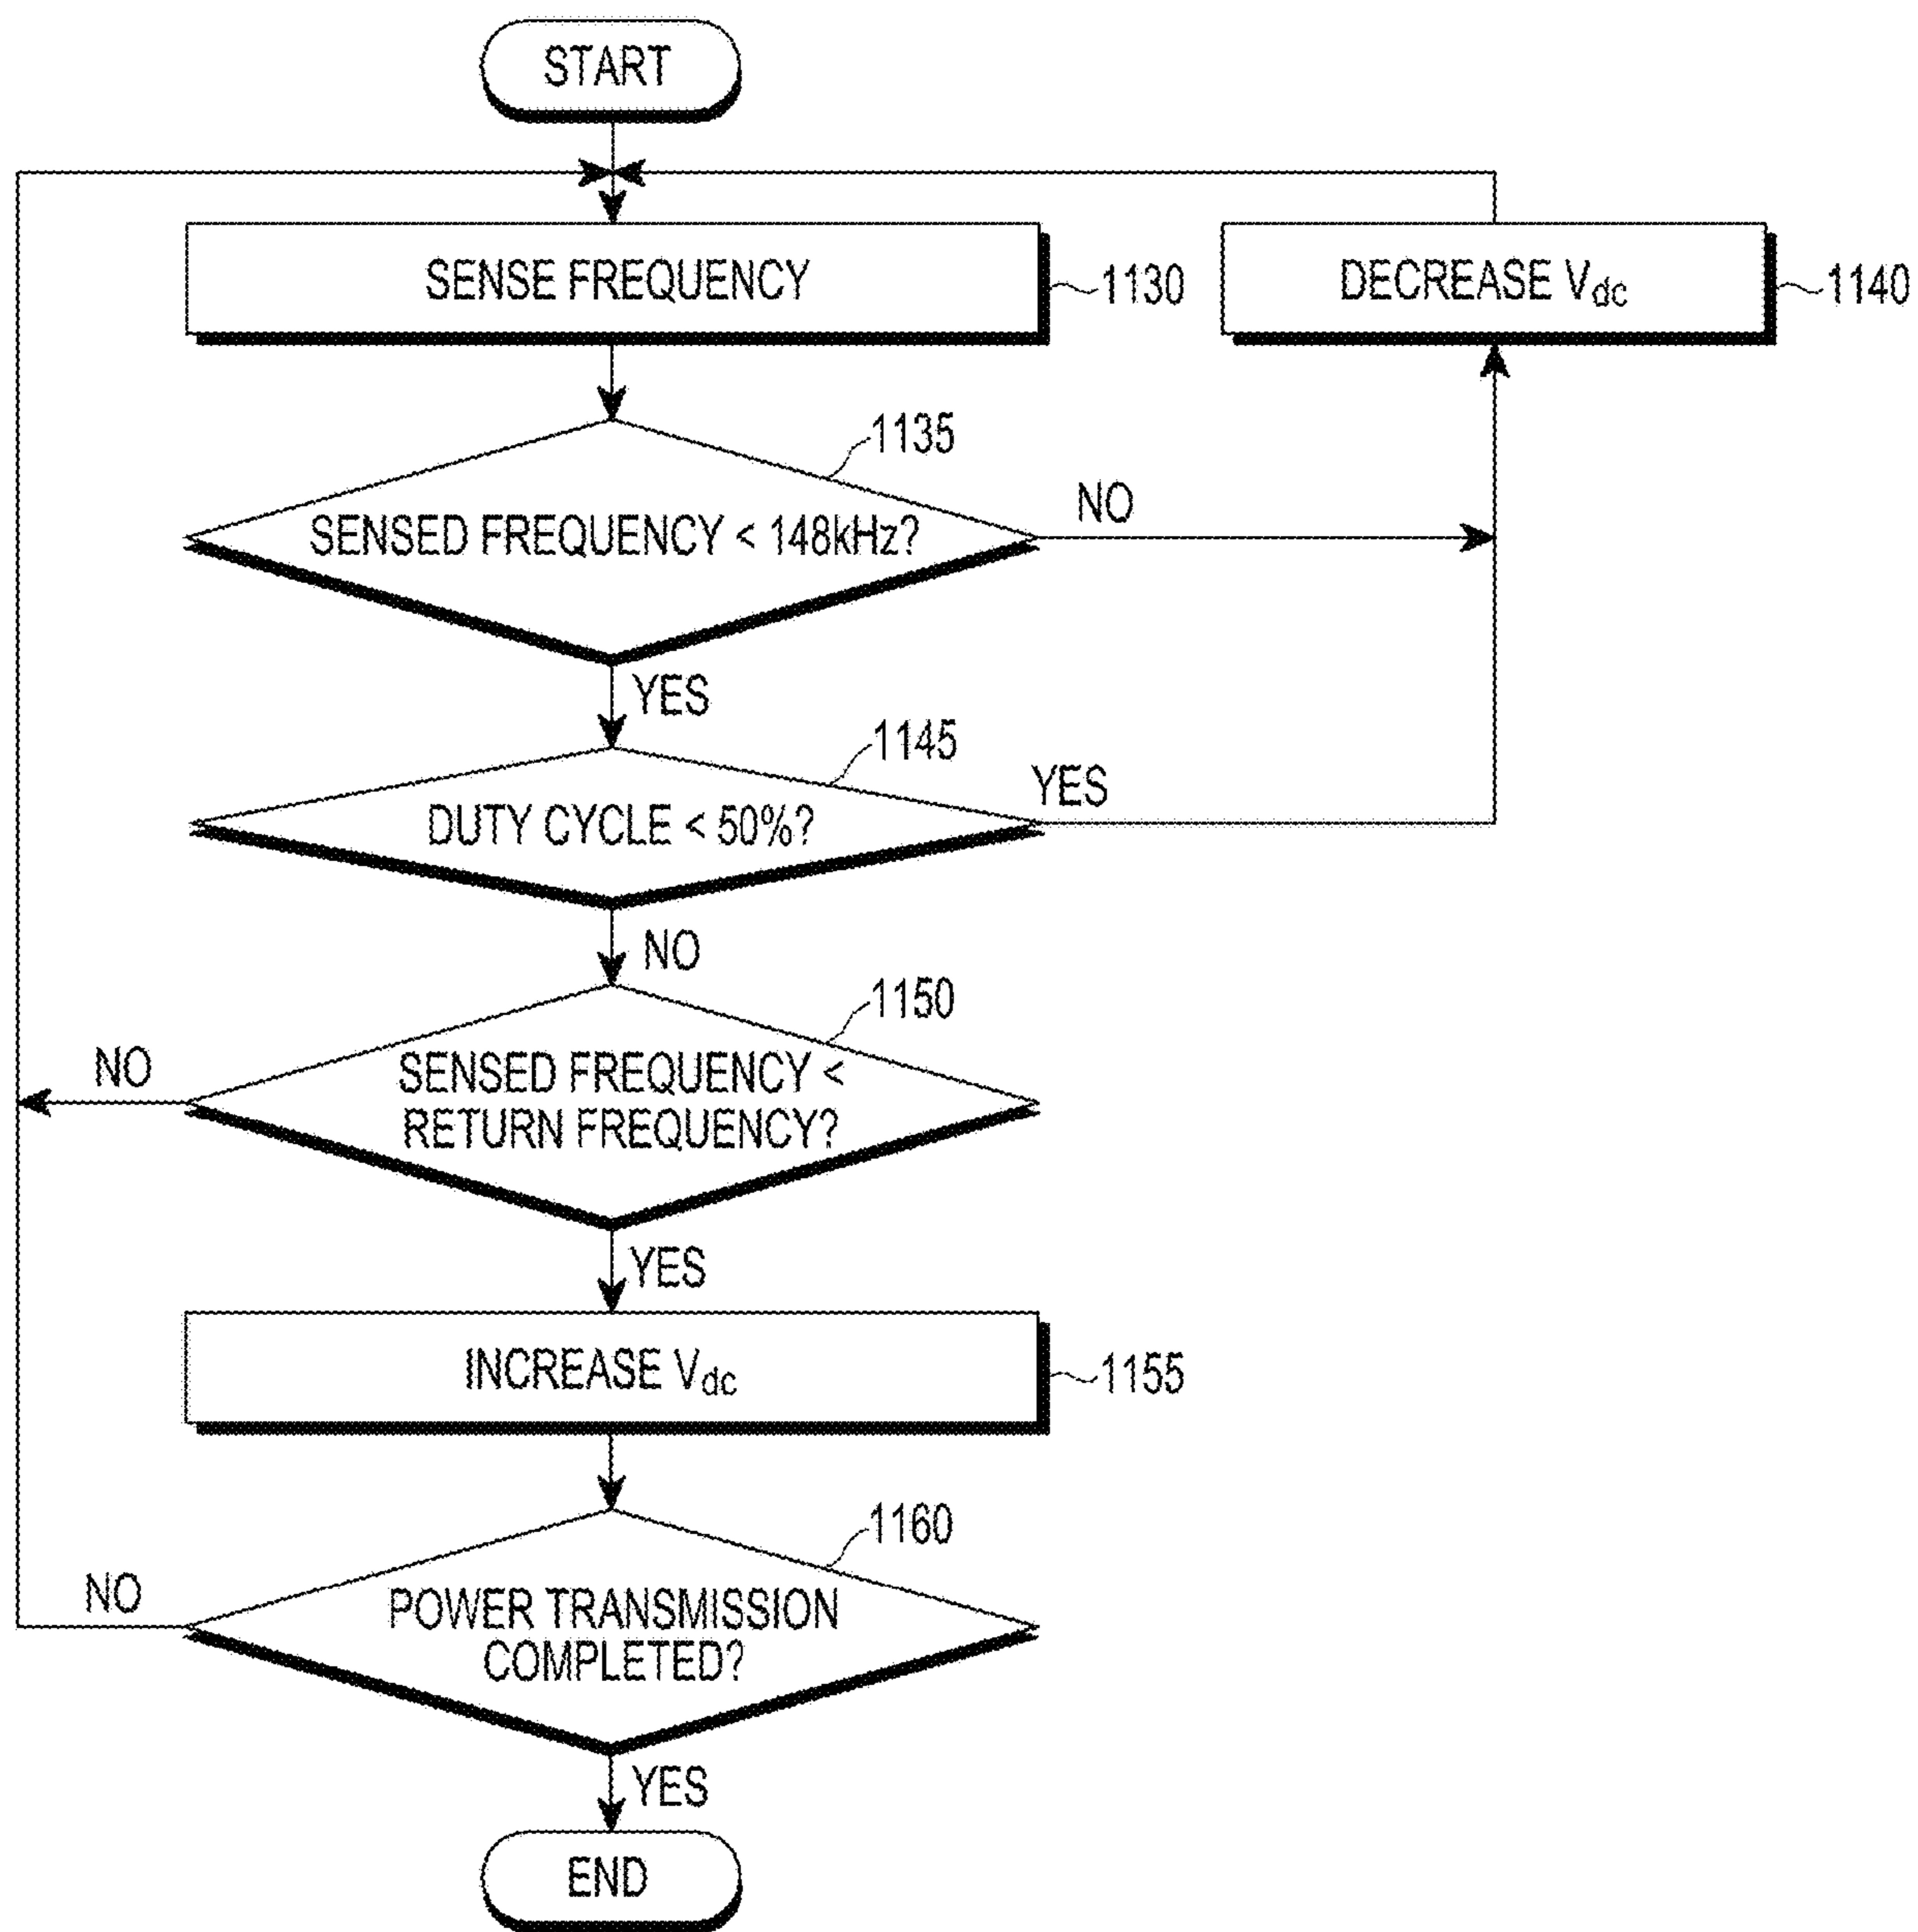 START
SENSE FREQUENCY
1130
DECREASE Vdc
1140
1135
SENSED FREQUENCY < 148kHz?
NO
YES
1145
DUTY CYCLE < 50%?
YES
NO
1150
SENSED FREQUENCY <
RETURN FREQUENCY?
NO
YES
INCREASE Vdc
1155
1160
POWER TRANSMISSION
COMPLETED?
NO
YES
END